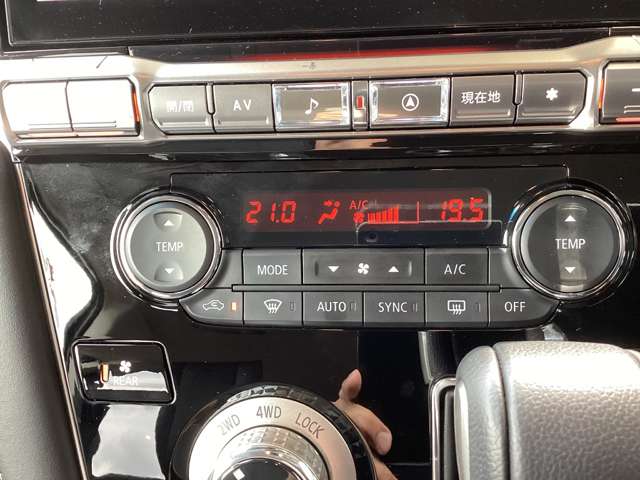 開/閉 AV 現在地
21.0 A/C 19.5
TEMP TEMP
MODE A/C
AUTO SYNC OFF
REAR
2WD 4WD LOCK